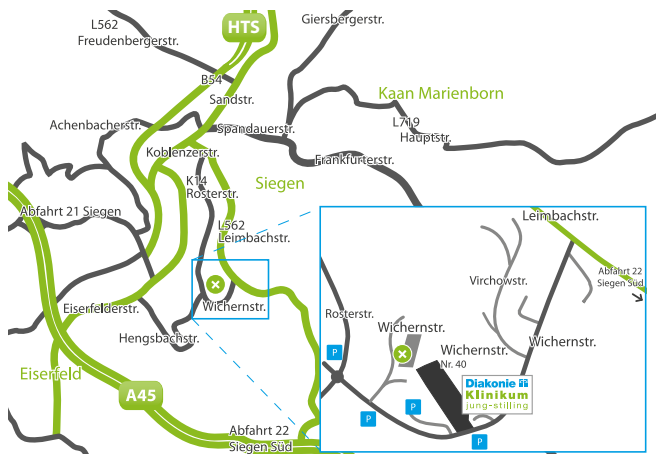 L562
Freudenbergerstr.
HTS
Giersbergerstr.
B54
Sandstr.
Kaan Marienborn
Achenbacherstr.
Spandauerstr.
L719
Hauptstr.
Koblenzerstr.
Frankfurterstr.
K14
Rosterstr.
Siegen
Abfahrt 21 Siegen
L562
Leimbachstr.
Wichernstr.
Eiserfelderstr.
Hengsbachstr.
Eiserfeld
A45
Abfahrt 22
Siegen Süd
Leimbachstr.
Abfahrt 22
Siegen Süd
Virchowstr.
Rosterstr.
Wichernstr.
Wichernstr.
Wichernstr.
Nr. 40
P
Diakonie
Klinikum
jung-stilling
P
P
P